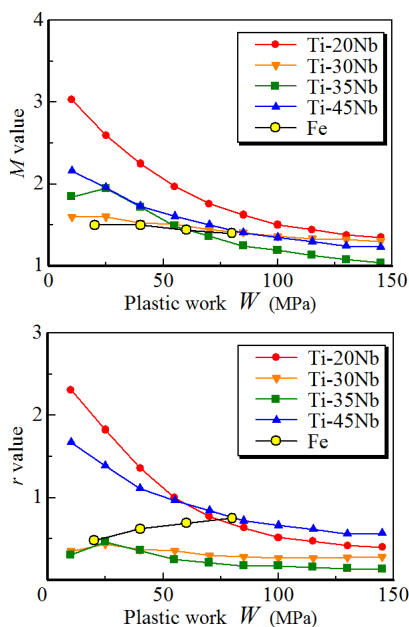 4
3
2
1
M value
Ti-20Nb
Ti-30Nb
Ti-35Nb
Ti-45Nb
Fe
0 50 100 150
Plastic work W (MPa)
3
2
1
0
r value
Ti-20Nb
Ti-30Nb
Ti-35Nb
Ti-45Nb
Fe
0 50 100 150
Plastic work W (MPa)